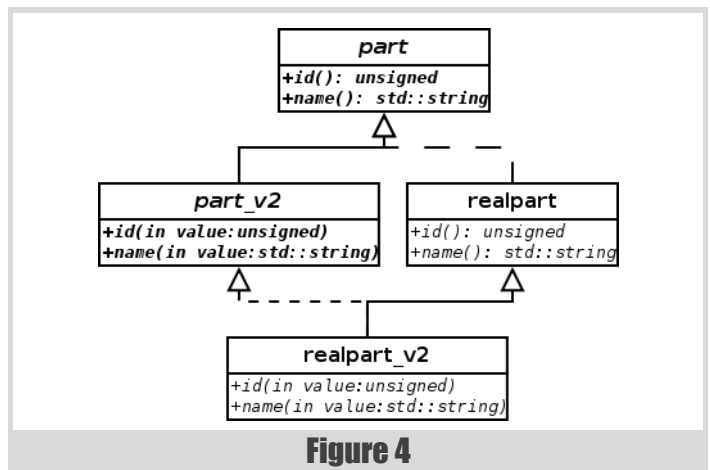 part
+id(): unsigned
+name(): std::string
part_v2
+id(in value:unsigned)
+name(in value:std::string)
realpart
+id(): unsigned
+name(): std::string
realpart_v2
+id(in value:unsigned)
+name(in value:std::string)
Figure 4